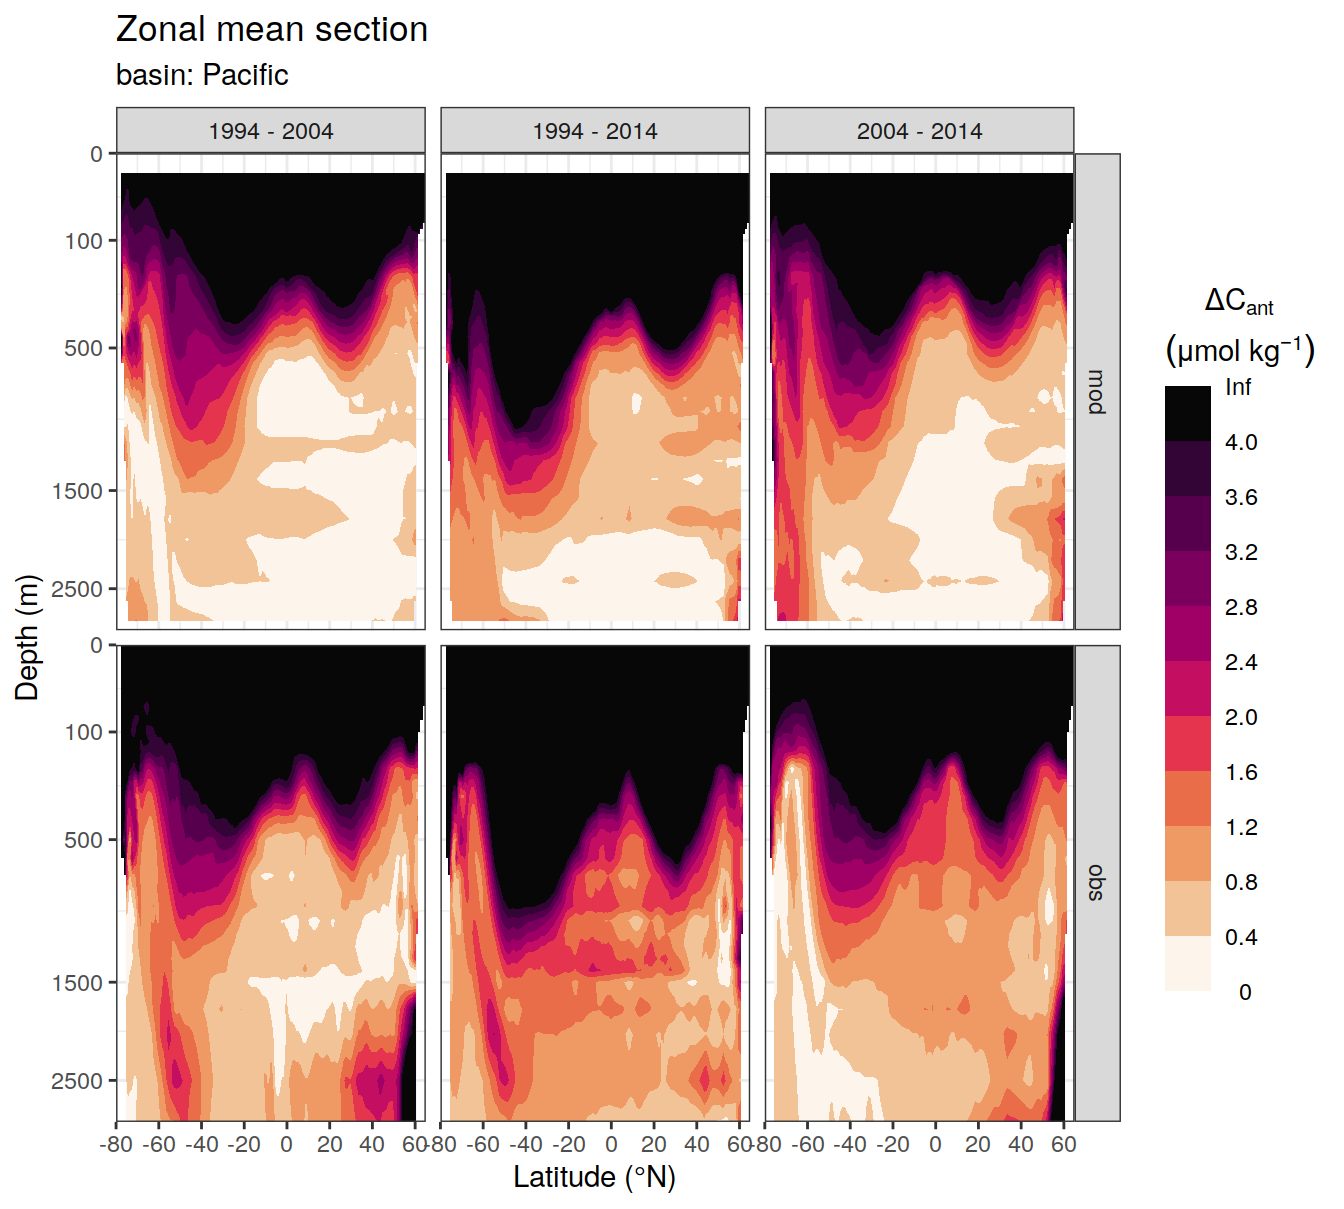 Zonal mean section
basin: Pacific
1994 - 2004
1994 - 2014
2004 - 2014
0
100
500
1500
2500
mod
0
100
500
1500
2500
obs
Depth (m)
-80 -60 -40 -20 0 20 40 60
-80 -60 -40 -20 0 20 40 60
-80 -60 -40 -20 0 20 40 60
Latitude (°N)
ΔCant
(μmol kg⁻¹)
Inf
4.0
3.6
3.2
2.8
2.4
2.0
1.6
1.2
0.8
0.4
0